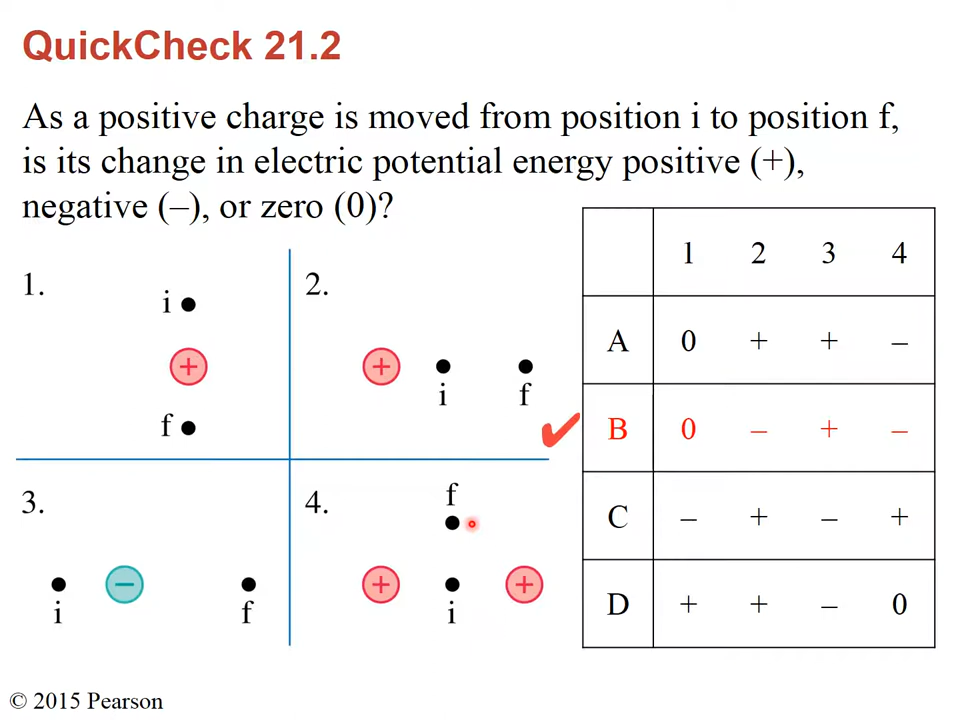 QuickCheck 21.2
As a positive charge is moved from position i to position f,
is its change in electric potential energy positive (+),
negative (–), or zero (0)?
1.
i
+
f
2.
+
i
f
3.
–
i
f
4.
f
+
+
i
1 2 3 4
A 0 + + –
✔ B 0 – + –
C – + – +
D + + – 0
© 2015 Pearson